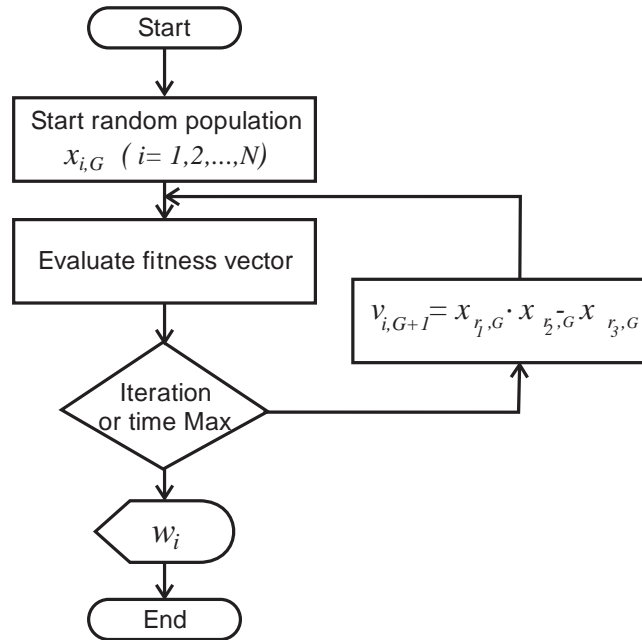 Start
Start random population
x_{i,G} ( i= 1,2,...,N)
Evaluate fitness vector
v_{i,G+1} = x_{r_1,G} · x_{r_2,G} - x_{r_3,G}
Iteration
or time Max
w_i
End